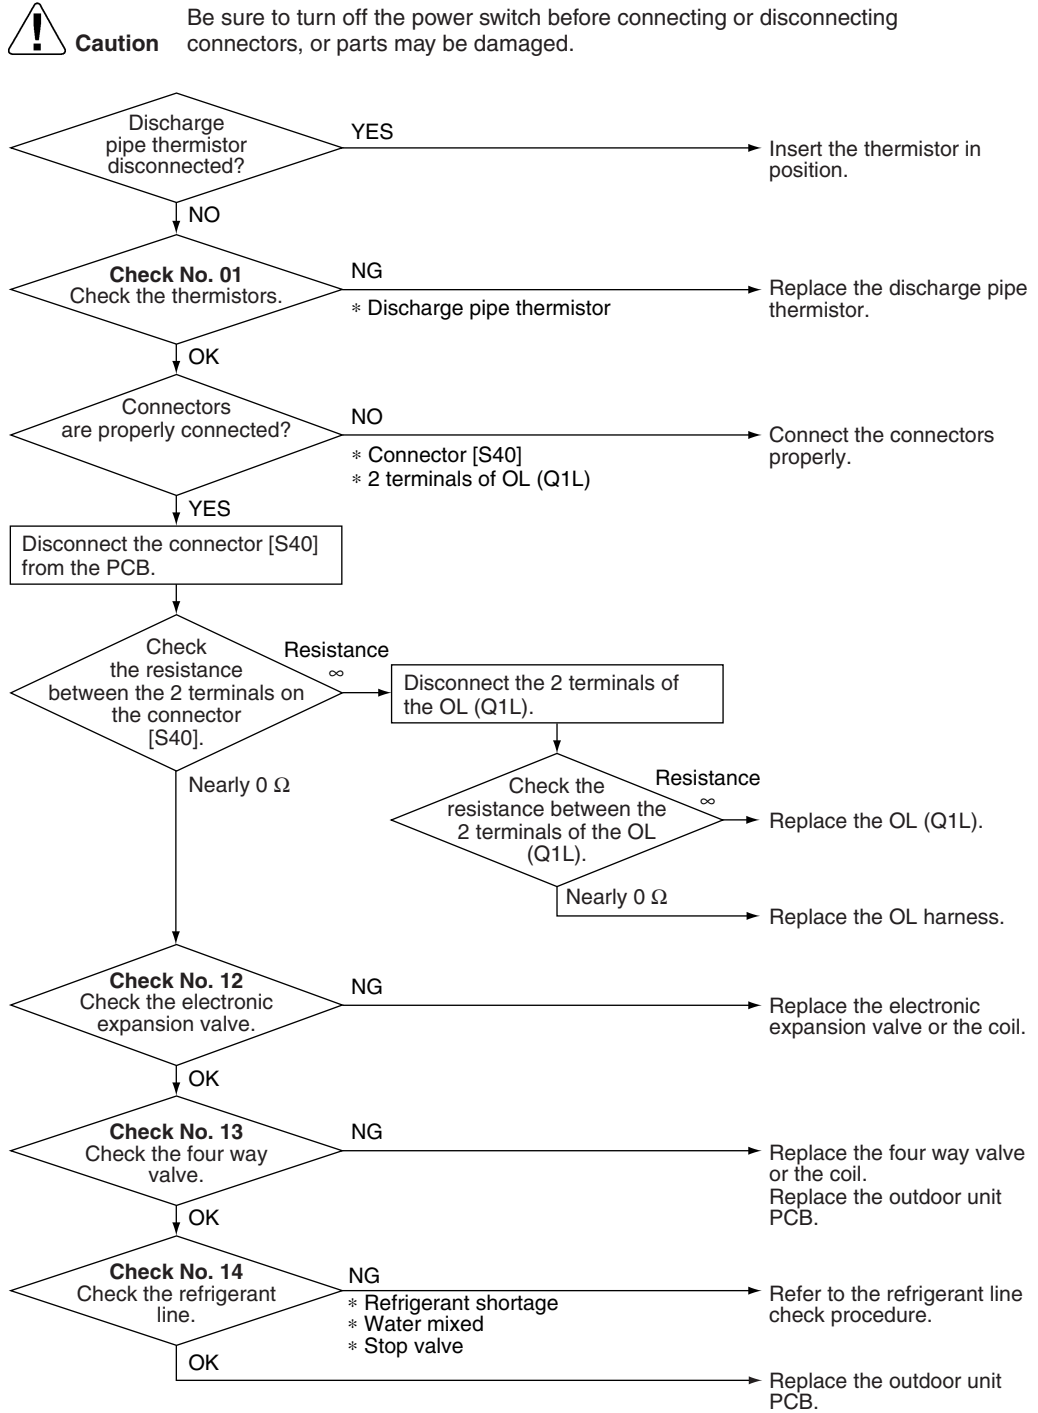 Caution
Be sure to turn off the power switch before connecting or disconnecting
connectors, or parts may be damaged.
Discharge
pipe thermistor
disconnected?
YES
Insert the thermistor in
position.
NO
Check No. 01
Check the thermistors.
NG
* Discharge pipe thermistor
Replace the discharge pipe
thermistor.
OK
Connectors
are properly connected?
NO
* Connector [S40]
* 2 terminals of OL (Q1L)
Connect the connectors
properly.
YES
Disconnect the connector [S40]
from the PCB.
Check
the resistance
between the 2 terminals on
the connector
[S40].
Resistance
∞
Disconnect the 2 terminals of
the OL (Q1L).
Nearly 0 Ω
Check the
resistance between the
2 terminals of the OL
(Q1L).
Resistance
∞
Replace the OL (Q1L).
Nearly 0 Ω
Replace the OL harness.
Check No. 12
Check the electronic
expansion valve.
NG
Replace the electronic
expansion valve or the coil.
OK
Check No. 13
Check the four way
valve.
NG
Replace the four way valve
or the coil.
Replace the outdoor unit
PCB.
OK
Check No. 14
Check the refrigerant
line.
NG
* Refrigerant shortage
* Water mixed
* Stop valve
Refer to the refrigerant line
check procedure.
OK
Replace the outdoor unit
PCB.